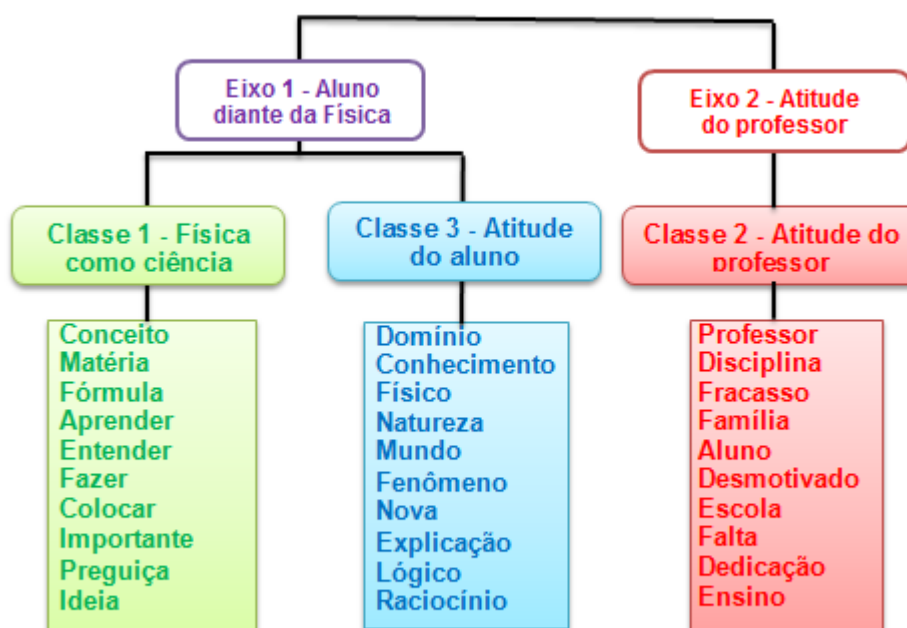 Eixo 1 - Aluno
diante da Física
Eixo 2 - Atitude
do professor
Classe 1 - Física
como ciência
Classe 3 - Atitude
do aluno
Classe 2 - Atitude do
professor
Conceito
Matéria
Fórmula
Aprender
Entender
Fazer
Colocar
Importante
Preguiça
Ideia
Domínio
Conhecimento
Físico
Natureza
Mundo
Fenômeno
Nova
Explicação
Lógico
Raciocínio
Professor
Disciplina
Fracasso
Família
Aluno
Desmotivado
Escola
Falta
Dedicação
Ensino